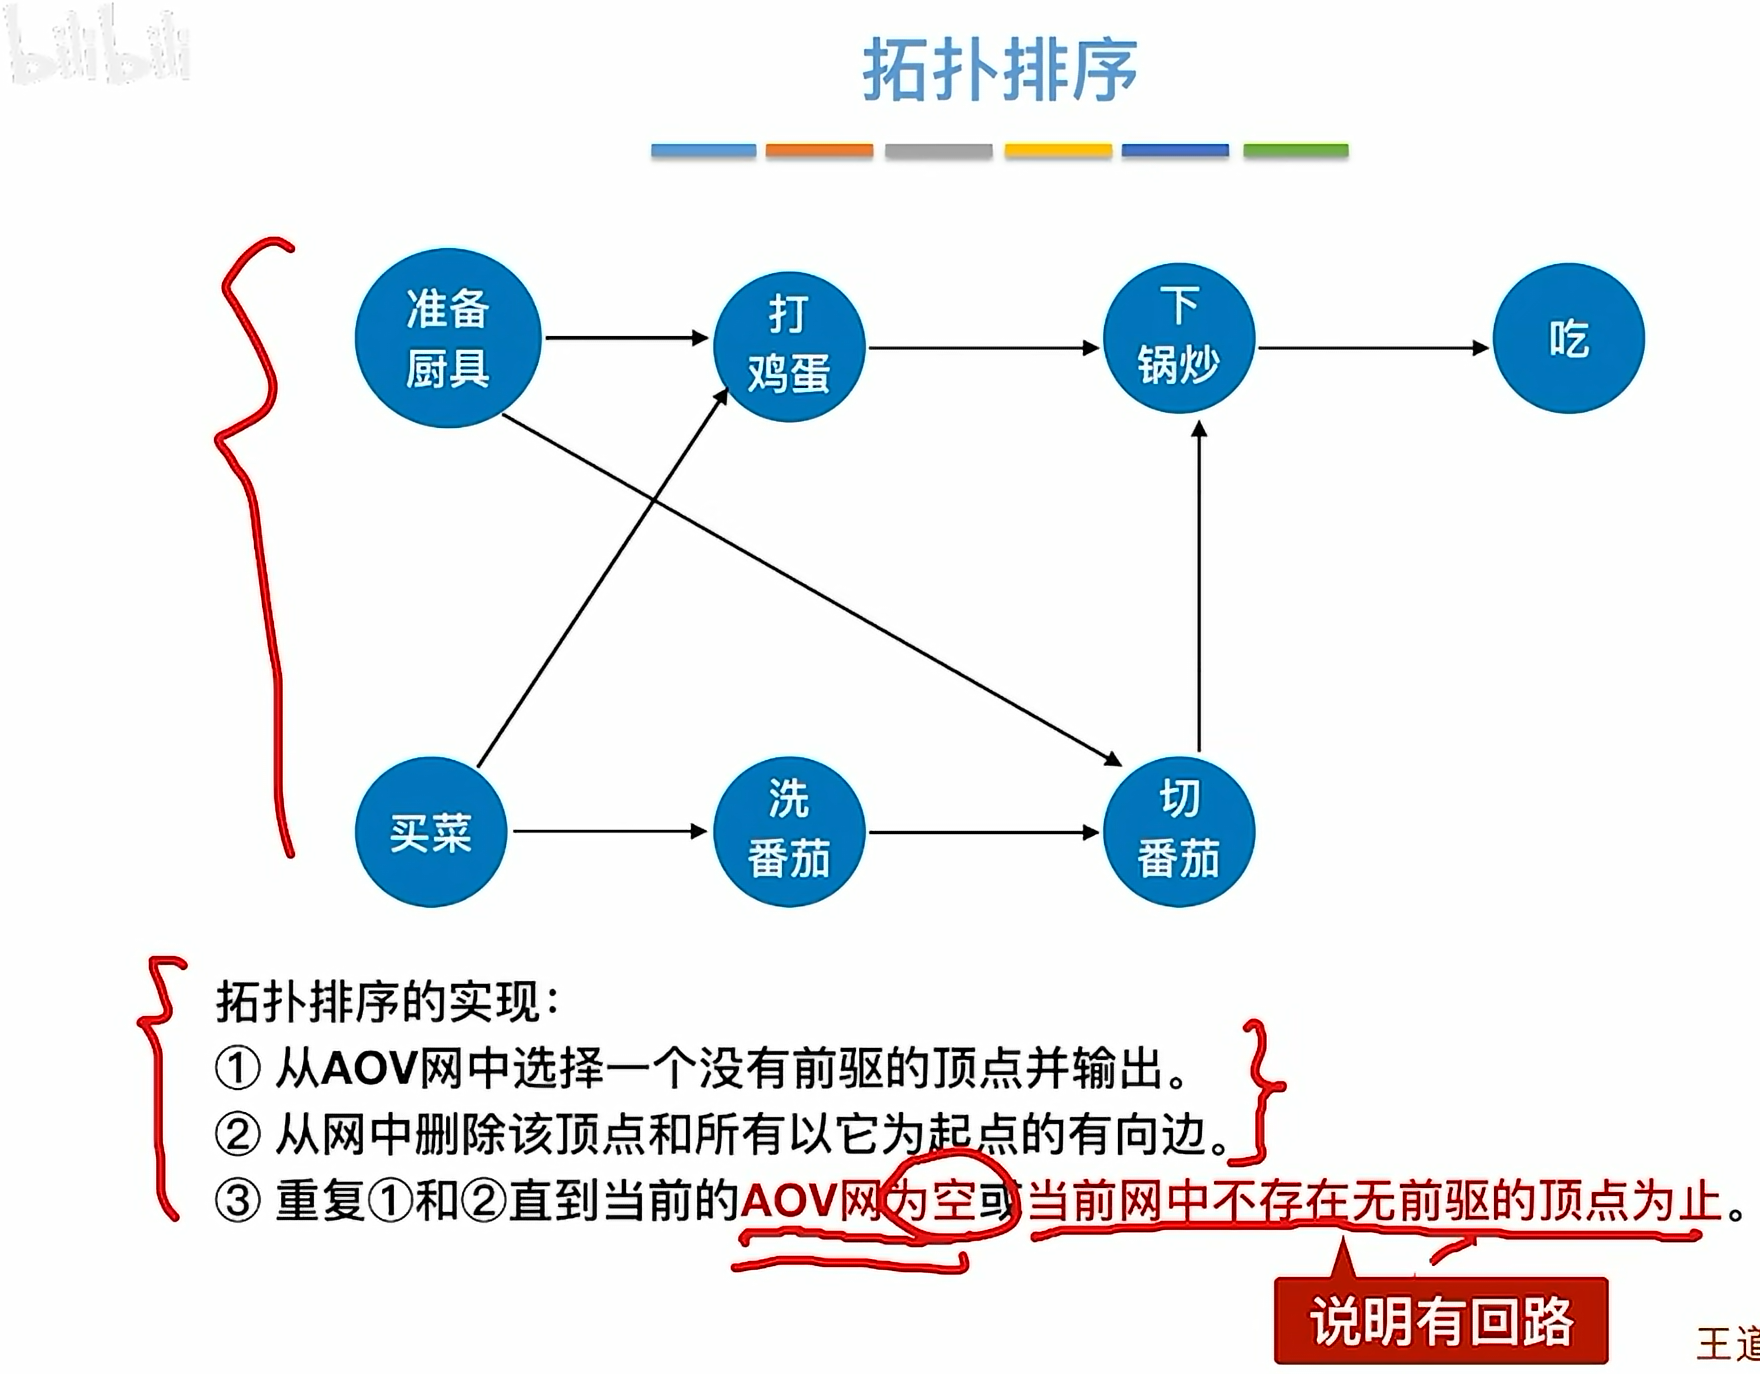 bilibili
拓扑排序
准备
厨具
打
鸡蛋
下
锅炒
吃
买菜
洗
番茄
切
番茄
拓扑排序的实现：
① 从AOV网中选择一个没有前驱的顶点并输出。
② 从网中删除该顶点和所有以它为起点的有向边。
③ 重复①和②直到当前的AOV网为空或当前网中不存在无前驱的顶点为止。
说明有回路
王道